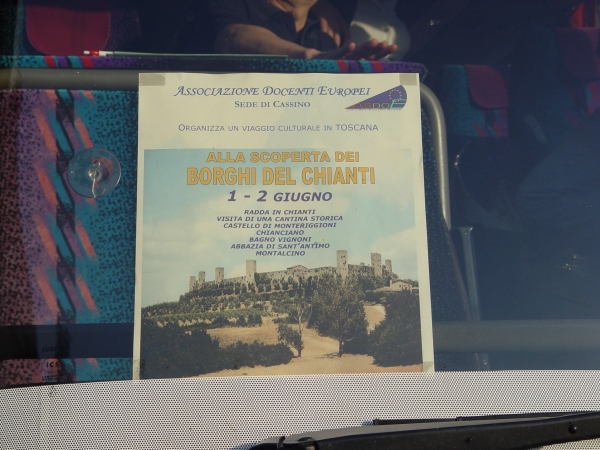 ASSOCIAZIONE DOCENTI EUROPEI
SEDE DI CASSINO
ORGANIZZA UN VIAGGIO CULTURALE IN TOSCANA
ALLA SCOPERTA DEI
BORGHI DEL CHIANTI
1 - 2 GIUGNO
RADDA IN CHIANTI
VISITA DI UNA CANTINA STORICA
CASTELLO DI MONTERIGGIONI
CHIANCIANO
BAGNO VIGNONI
ABBAZIA DI SANT'ANTIMO
MONTALCINO